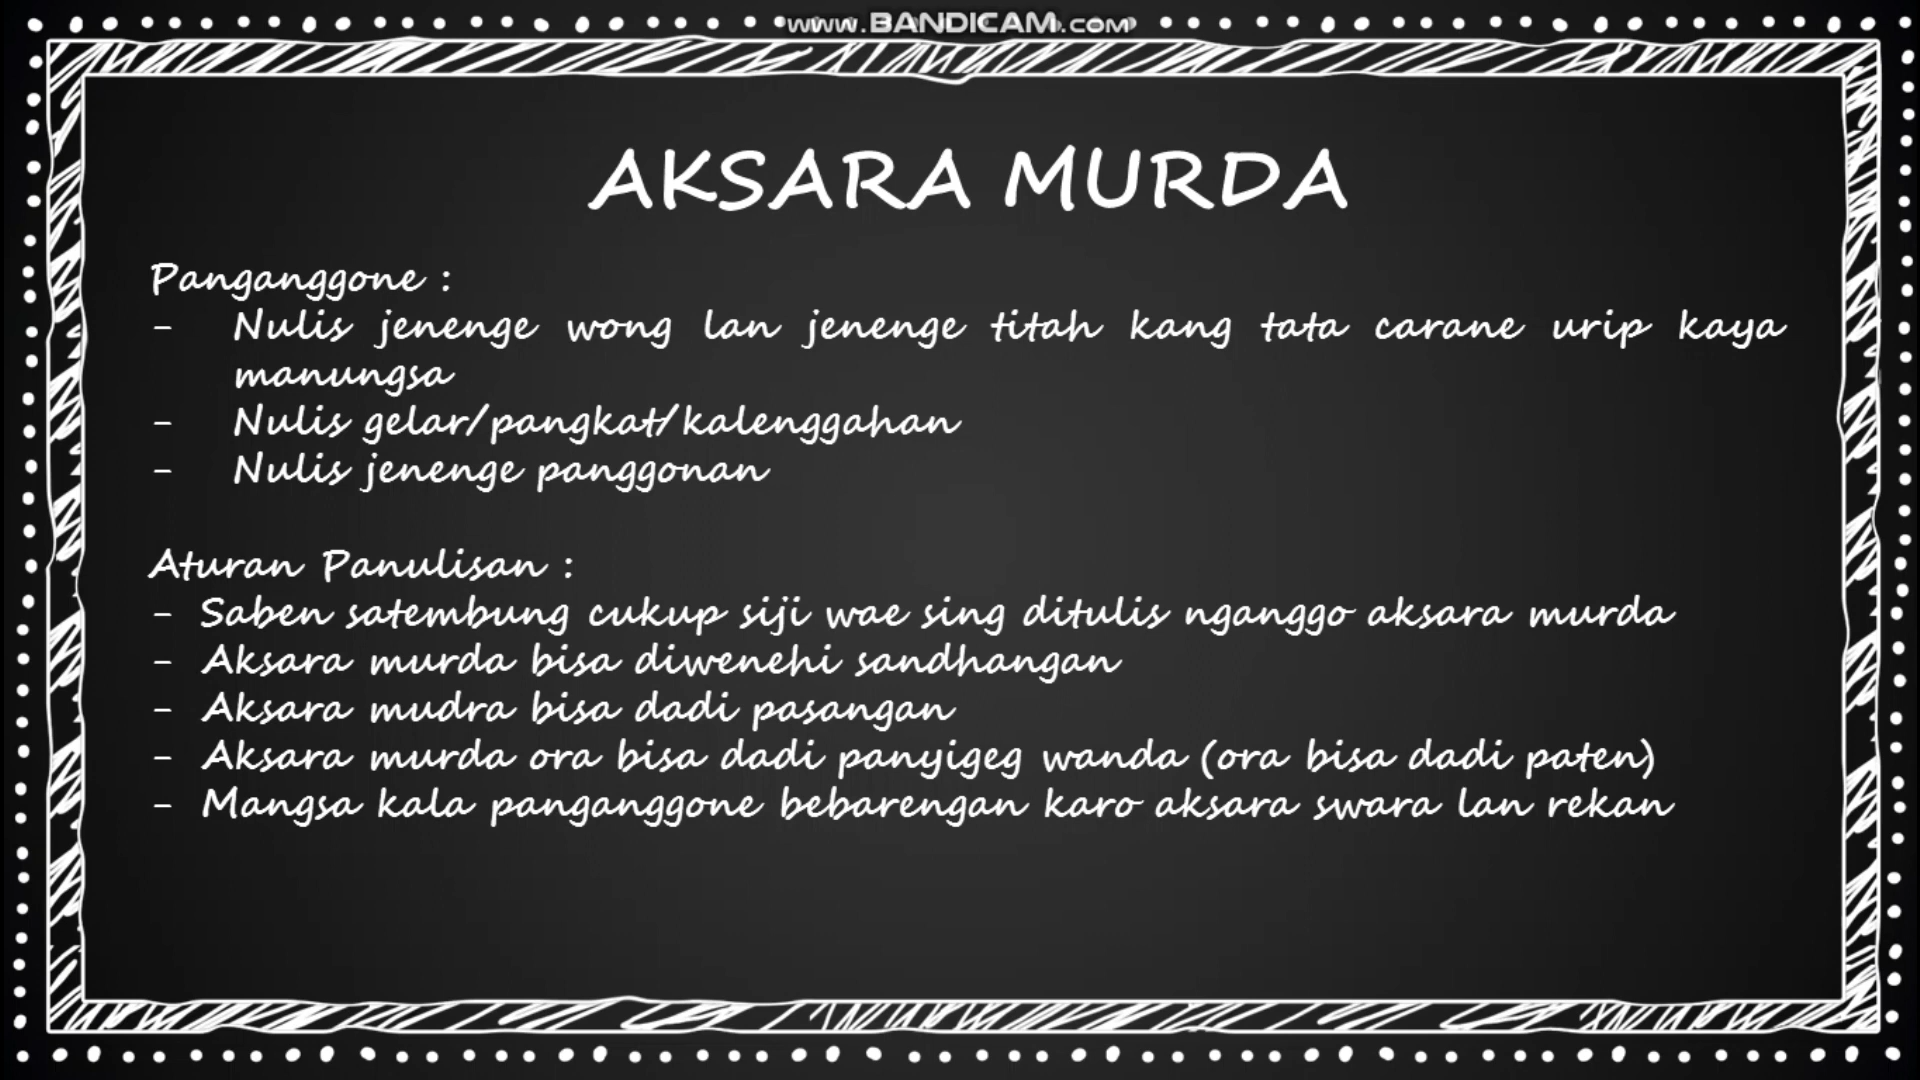 www.BANDICAM.com
AKSARA MURDA
Panganggone :
- Nulis jenenge wong lan jenenge titah kang tata carane urip kaya
manungsa
- Nulis gelar/pangkat/kalenggahan
- Nulis jenenge panggonan
Aturan Panulisan :
- Saben satembung cukup siji wae sing ditulis nganggo aksara murda
- Aksara murda bisa diwenehi sandhangan
- Aksara mudra bisa dadi pasangan
- Aksara murda ora bisa dadi panyigeg wanda (ora bisa dadi paten)
- Mangsa kala panganggone bebarengan karo aksara swara lan rekan